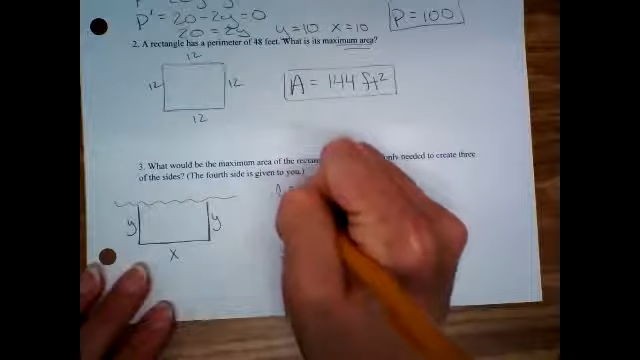 P' = 20 - 2y = 0
20 = 2y y = 10 x = 10
P = 100
2. A rectangle has a perimeter of 48 feet. What is its maximum area?
12
12 12
12
A = 144 ft²
3. What would be the maximum area of the only needed to create three
of the sides? (The fourth side is given to you.)
y y
x